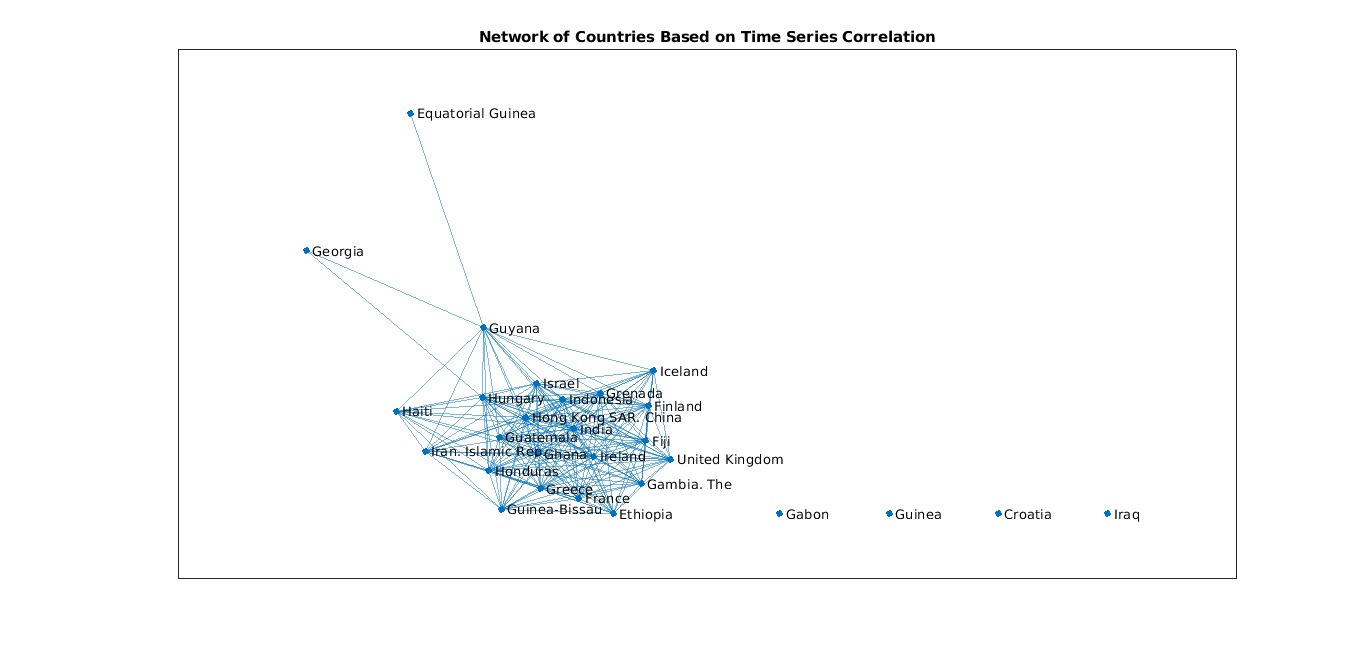 Network of Countries Based on Time Series Correlation
Equatorial Guinea
Georgia
Guyana
Iceland
Israel
Grenada
Hungary
Indonesia
Finland
Haiti
Hong Kong SAR. China
India
Guatemala
Fiji
Iran. Islamic Rep
Ghana
Ireland
United Kingdom
Honduras
Gambia. The
Greece
France
Guinea-Bissau
Ethiopia
Gabon
Guinea
Croatia
Iraq